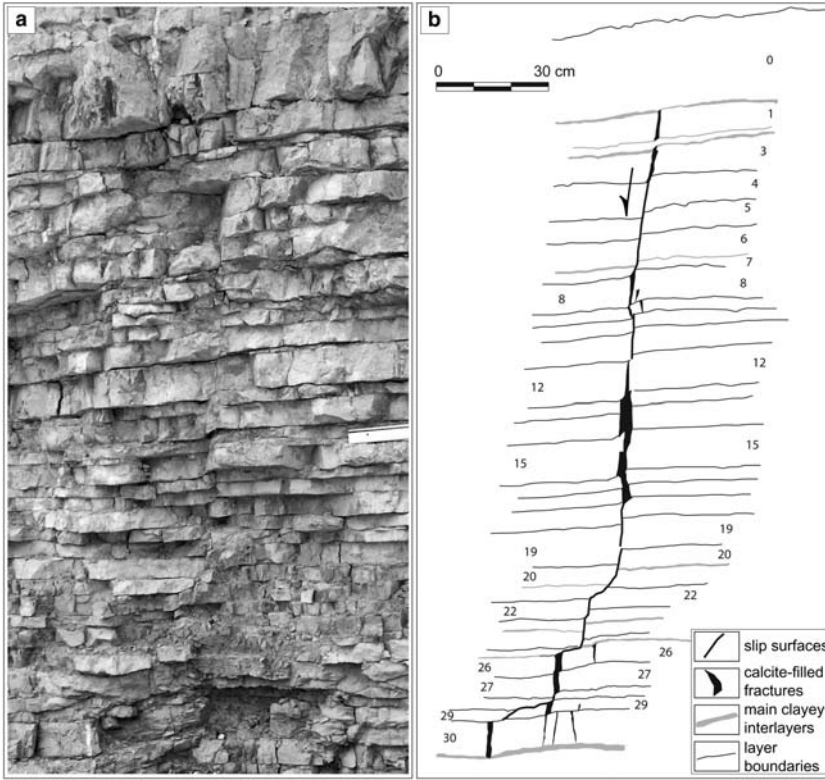 a
b
0 30 cm
0
1
3
4
5
6
7
8
8
12
12
15
15
19
19
20
20
22
22
26
26
27
27
29
29
30
slip surfaces
calcite-filled
fractures
main clayey
interlayers
layer
boundaries